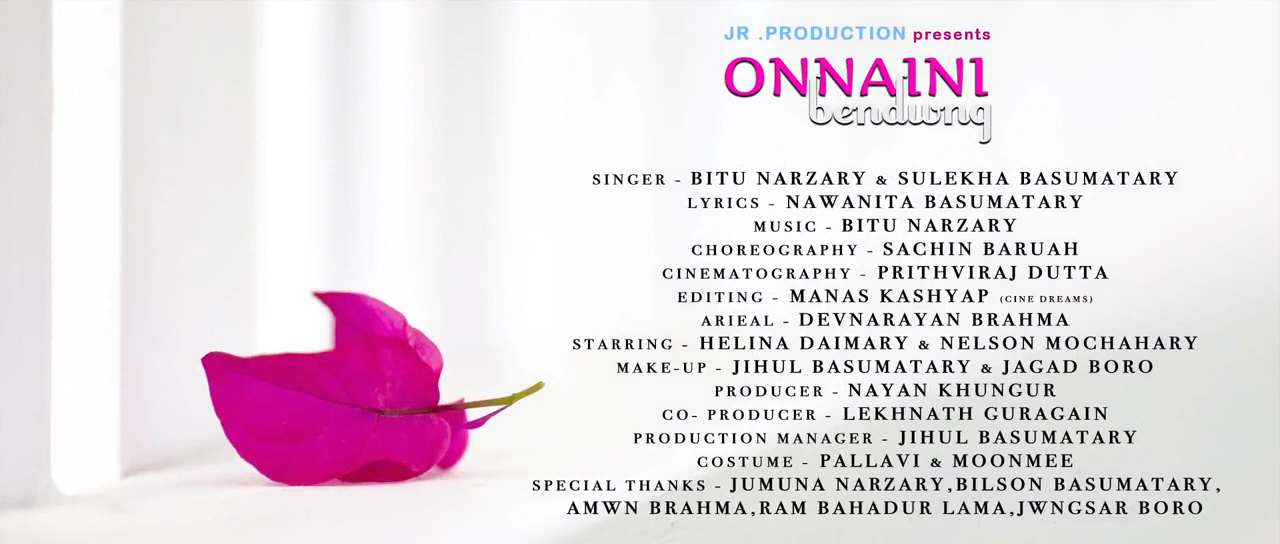 JR .PRODUCTION presents
ONNAINI
bendwng
SINGER - BITU NARZARY & SULEKHA BASUMATARY
LYRICS - NAWANITA BASUMATARY
MUSIC - BITU NARZARY
CHOREOGRAPHY - SACHIN BARUAH
CINEMATOGRAPHY - PRITHVIRAJ DUTTA
EDITING - MANAS KASHYAP (CINE DREAMS)
ARIEAL - DEVNARAYAN BRAHMA
STARRING - HELINA DAIMARY & NELSON MOCHAHARY
MAKE-UP - JIHUL BASUMATARY & JAGAD BORO
PRODUCER - NAYAN KHUNGUR
CO- PRODUCER - LEKHNATH GURAGAIN
PRODUCTION MANAGER - JIHUL BASUMATARY
COSTUME - PALLAVI & MOONMEE
SPECIAL THANKS - JUMUNA NARZARY,BILSON BASUMATARY,
AMWN BRAHMA,RAM BAHADUR LAMA,JWNGSAR BORO